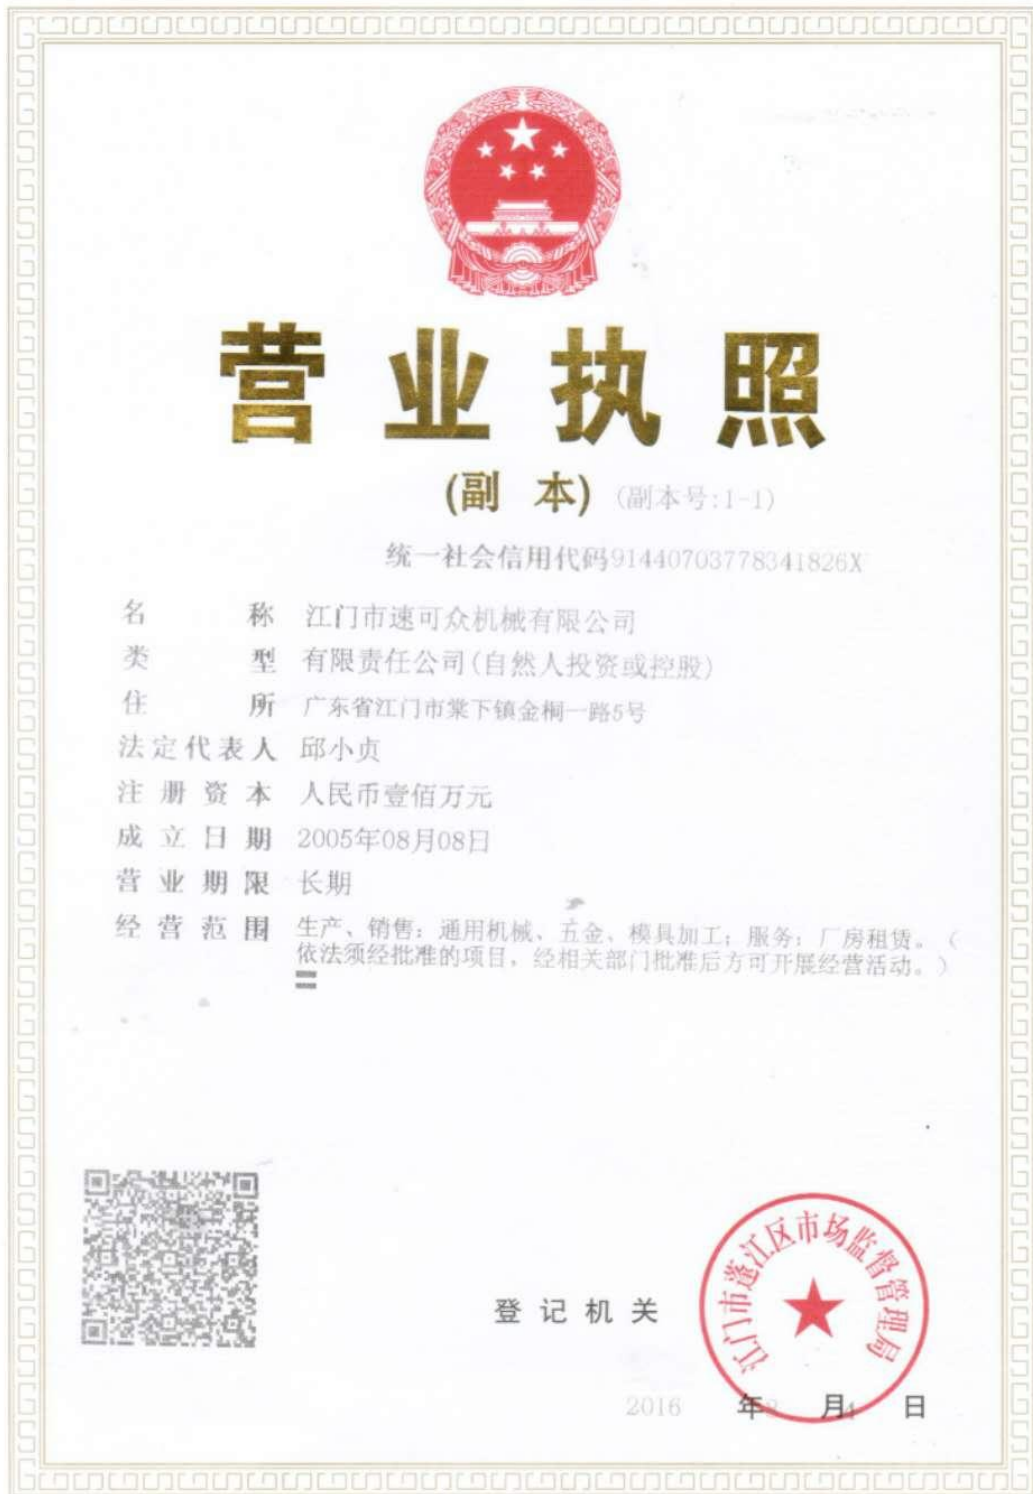 营业执照
(副 本) (副本号:1-1)
统一社会信用代码91440703778341826X
名 称 江门市速可众机械有限公司
类 型 有限责任公司(自然人投资或控股)
住 所 广东省江门市棠下镇金桐一路5号
法定代表人 邱小贞
注册资本 人民币壹佰万元
成立日期 2005年08月08日
营业期限 长期
经营范围 生产、销售：通用机械、五金、模具加工；服务：厂房租赁。（
依法须经批准的项目，经相关部门批准后方可开展经营活动。）
江门市蓬江区市场监督管理局
登记机关
2016 年 月 日